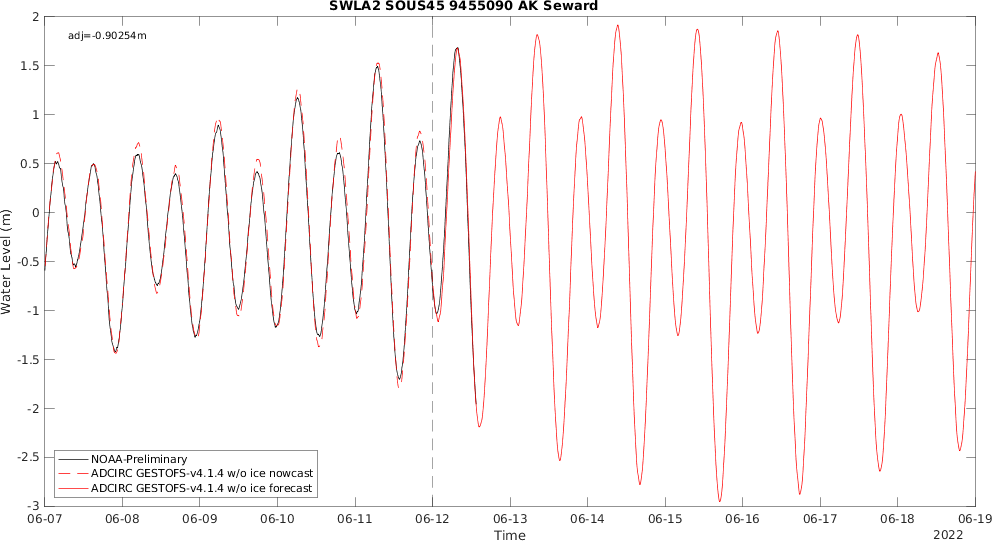 SWLA2 SOUS45 9455090 AK Seward
adj=-0.90254m
2
1.5
1
0.5
0
-0.5
-1
-1.5
-2
-2.5
-3
Water Level (m)
NOAA-Preliminary
ADCIRC GESTOFS-v4.1.4 w/o ice nowcast
ADCIRC GESTOFS-v4.1.4 w/o ice forecast
06-07 06-08 06-09 06-10 06-11 06-12 06-13 06-14 06-15 06-16 06-17 06-18 06-19
Time
2022